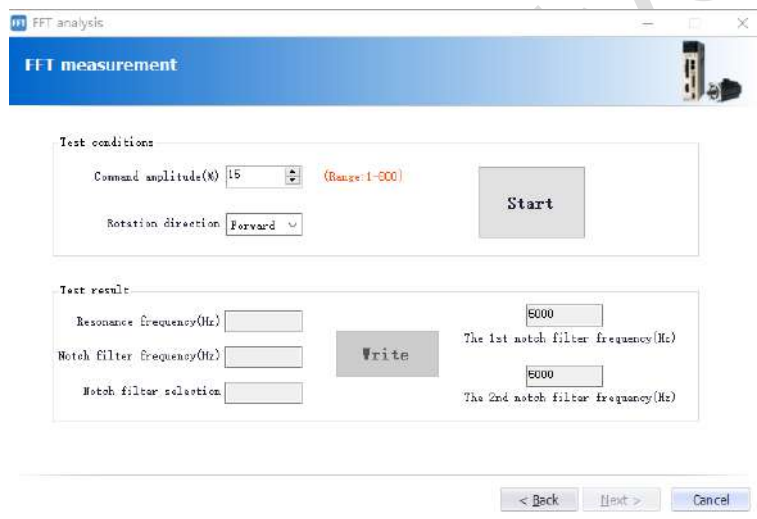 FFT analysis
FFT measurement
Test conditions
Command amplitude(%) 15 (Range:1-800)
Start
Rotation direction Forward
Test result
Resonance frequency(Hz)
6000
The 1st notch filter frequency(Hz)
Notch filter frequency(Hz)
Write
6000
Notch filter selection
The 2nd notch filter frequency(Hz)
< Back Next > Cancel